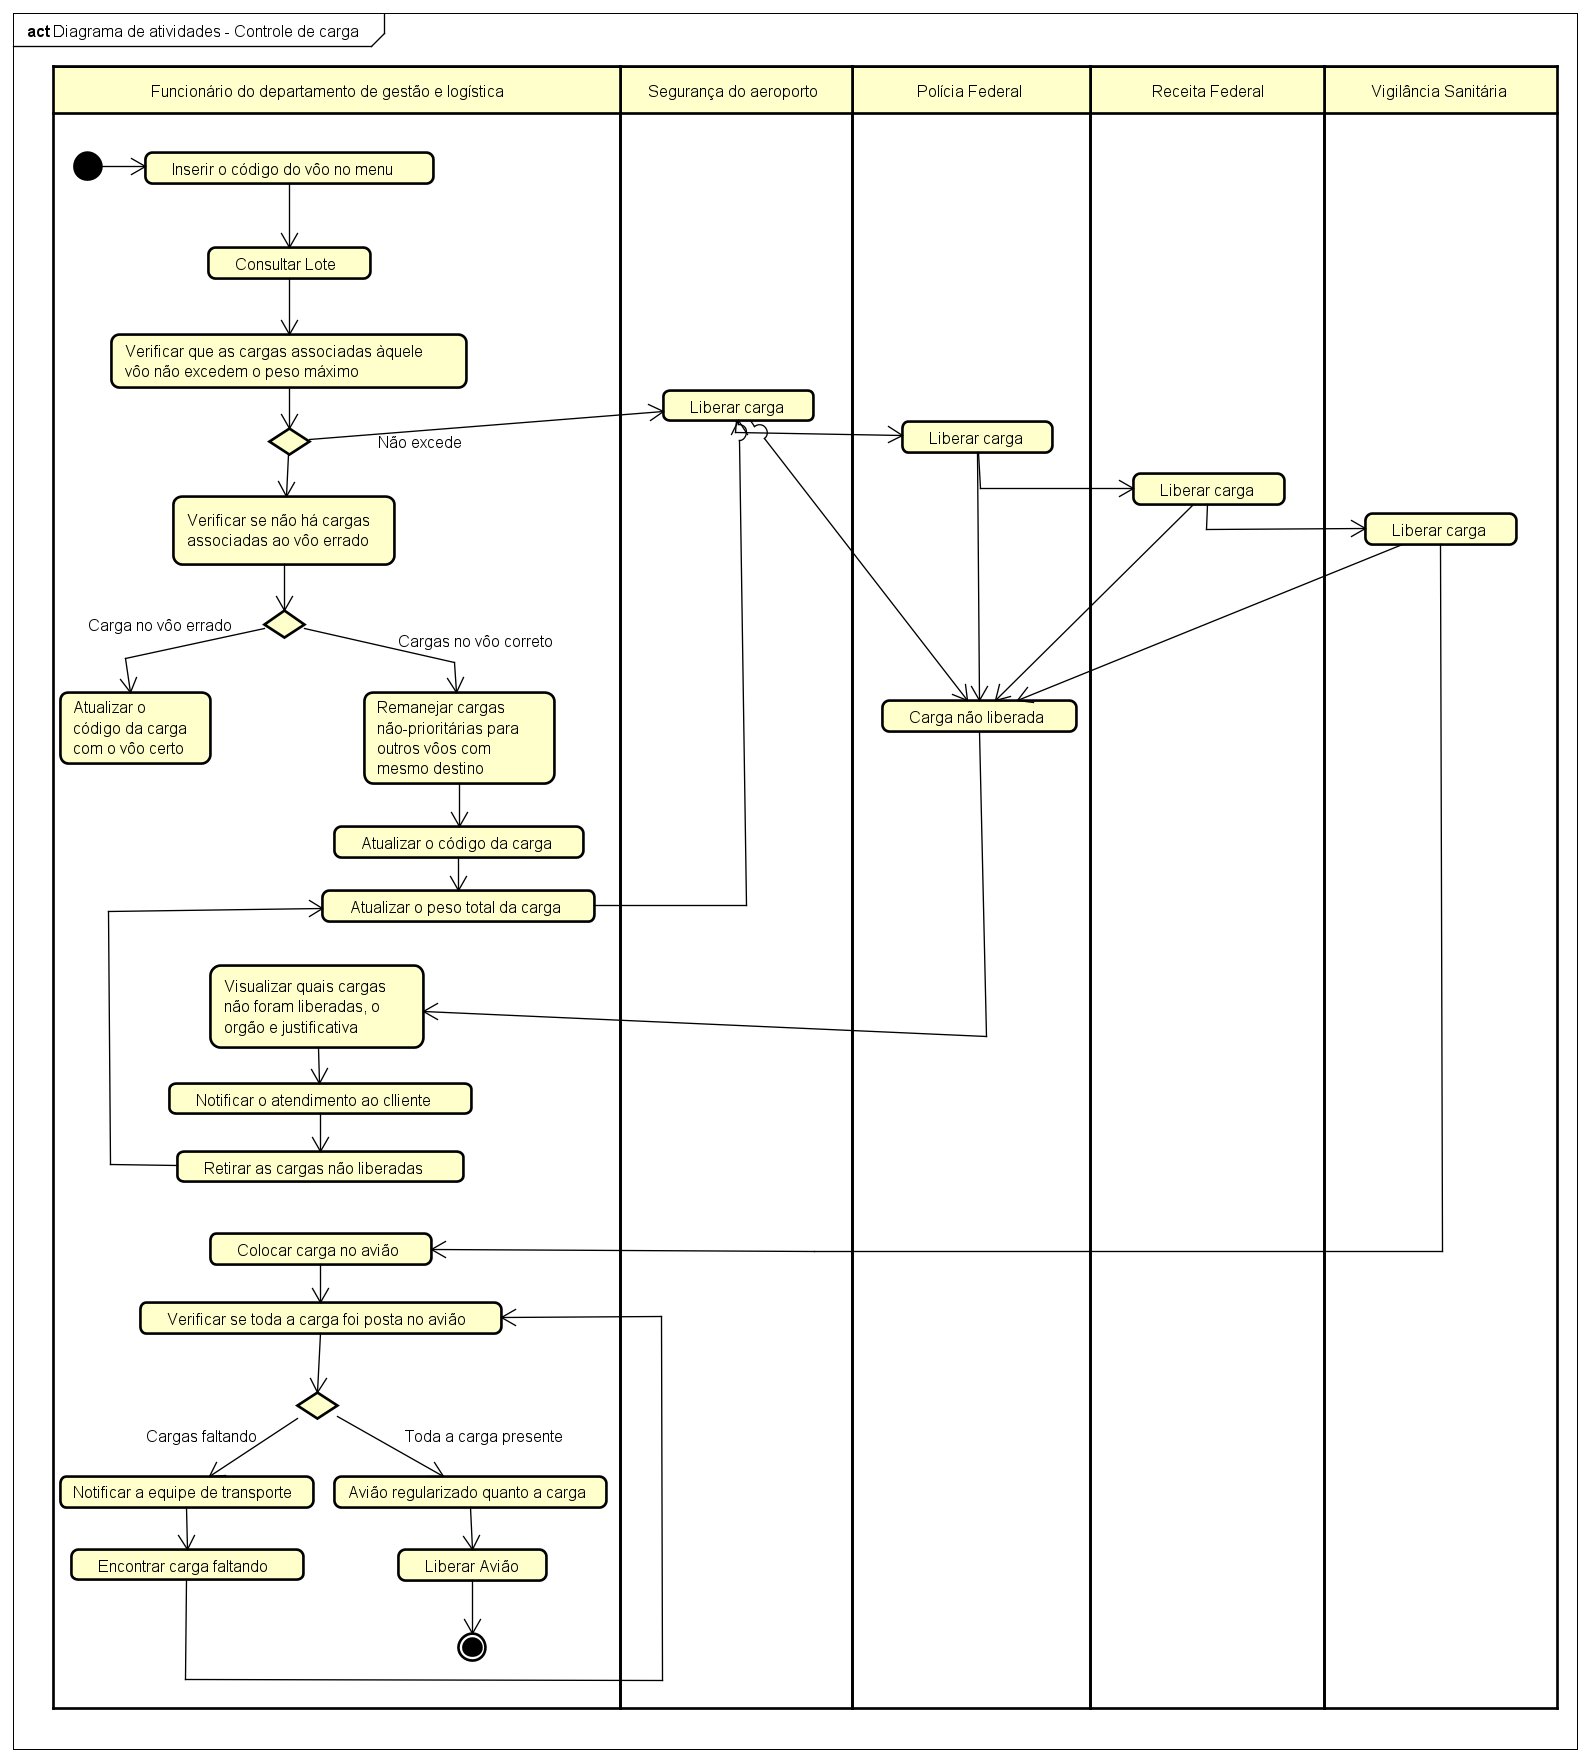 act Diagrama de atividades - Controle de carga
Funcionário do departamento de gestão e logística
Segurança do aeroporto
Polícia Federal
Receita Federal
Vigilância Sanitária
Inserir o código do vôo no menu
Consultar Lote
Verificar que as cargas associadas àquele
vôo não excedem o peso máximo
Não excede
Liberar carga
Liberar carga
Liberar carga
Liberar carga
Verificar se não há cargas
associadas ao vôo errado
Carga no vôo errado
Cargas no vôo correto
Atualizar o
código da carga
com o vôo certo
Remanejar cargas
não-prioritárias para
outros vôos com
mesmo destino
Carga não liberada
Atualizar o código da carga
Atualizar o peso total da carga
Visualizar quais cargas
não foram liberadas, o
orgão e justificativa
Notificar o atendimento ao clliente
Retirar as cargas não liberadas
Colocar carga no avião
Verificar se toda a carga foi posta no avião
Cargas faltando
Toda a carga presente
Notificar a equipe de transporte
Avião regularizado quanto a carga
Encontrar carga faltando
Liberar Avião